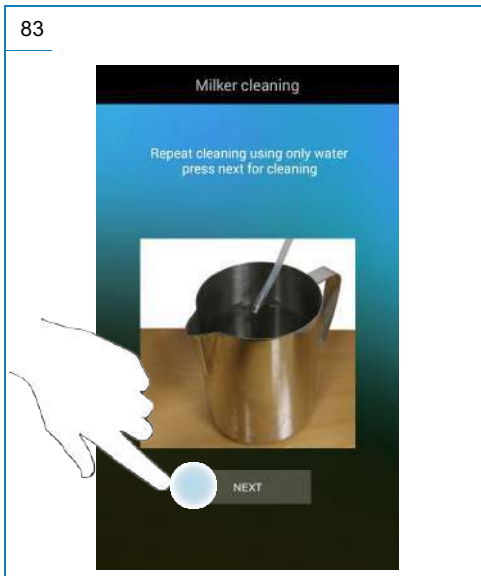 83
Milker cleaning
Repeat cleaning using only water
press next for cleaning
NEXT